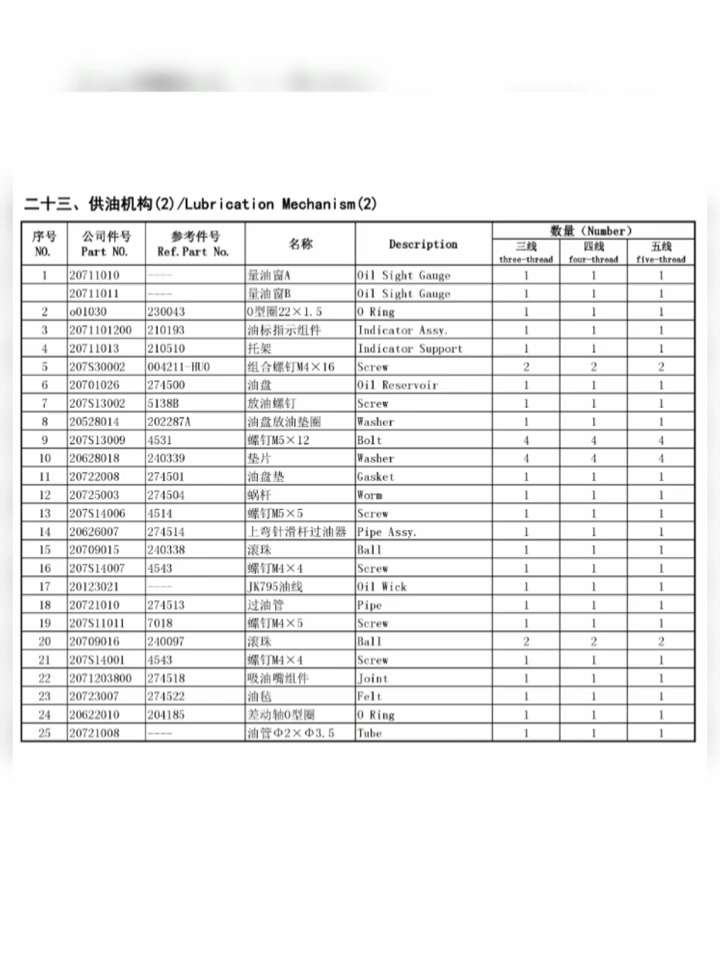 二十三、供油机构(2)/Lubrication Mechanism(2)
序号 NO. 公司件号 Part NO. 参考件号 Ref.Part No. 名称 Description 数量（Number）
三线 three-thread 四线 four-thread 五线 five-thread
1 20711010 ---- 量油窗A Oil Sight Gauge 1 1 1
20711011 ---- 量油窗B Oil Sight Gauge 1 1 1
2 o01030 230043 O型圈22×1.5 O Ring 1 1 1
3 2071101200 210193 油标指示组件 Indicator Assy. 1 1 1
4 20711013 210510 托架 Indicator Support 1 1 1
5 207S30002 004211-HU0 组合螺钉M4×16 Screw 2 2 2
6 20701026 274500 油盘 Oil Reservoir 1 1 1
7 207S13002 5138B 放油螺钉 Screw 1 1 1
8 20528014 202287A 油盘放油垫圈 Washer 1 1 1
9 207S13009 4531 螺钉M5×12 Bolt 4 4 4
10 20628018 240339 垫片 Washer 4 4 4
11 20722008 274501 油盘垫 Gasket 1 1 1
12 20725003 274504 蜗杆 Worm 1 1 1
13 207S14006 4514 螺钉M5×5 Screw 1 1 1
14 20626007 274514 上弯针滑杆过油器 Pipe Assy. 1 1 1
15 20709015 240338 滚珠 Ball 1 1 1
16 207S14007 4543 螺钉M4×4 Screw 1 1 1
17 20123021 ---- JK795油线 Oil Wick 1 1 1
18 20721010 274513 过油管 Pipe 1 1 1
19 207S11011 7018 螺钉M4×5 Screw 1 1 1
20 20709016 240097 滚珠 Ball 2 2 2
21 207S14001 4543 螺钉M4×4 Screw 1 1 1
22 2071203800 274518 吸油嘴组件 Joint 1 1 1
23 20723007 274522 油毡 Felt 1 1 1
24 20622010 204185 差动轴O型圈 O Ring 1 1 1
25 20721008 ---- 油管Φ2×Φ3.5 Tube 1 1 1